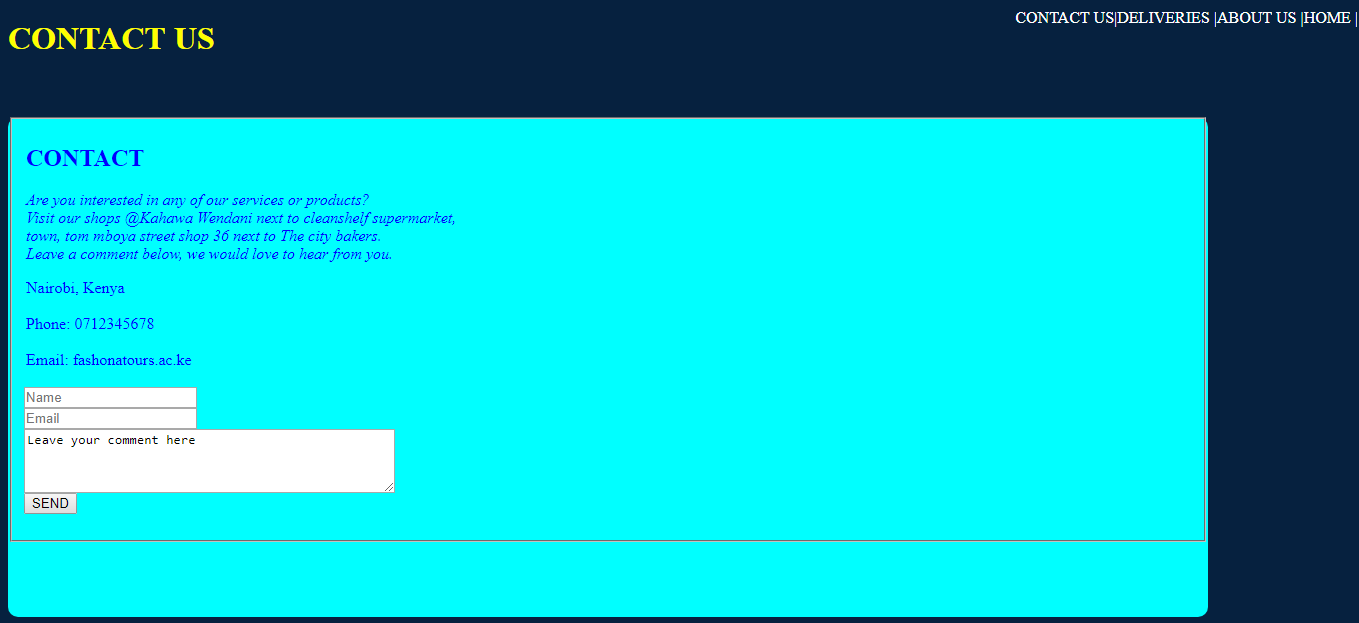 CONTACT US
CONTACT US|DELIVERIES |ABOUT US |HOME |
CONTACT
Are you interested in any of our services or products?
Visit our shops @Kahawa Wendani next to cleanshelf supermarket,
town, tom mboya street shop 36 next to The city bakers.
Leave a comment below, we would love to hear from you.
Nairobi, Kenya
Phone: 0712345678
Email: fashonatours.ac.ke
Name
Email
Leave your comment here
SEND